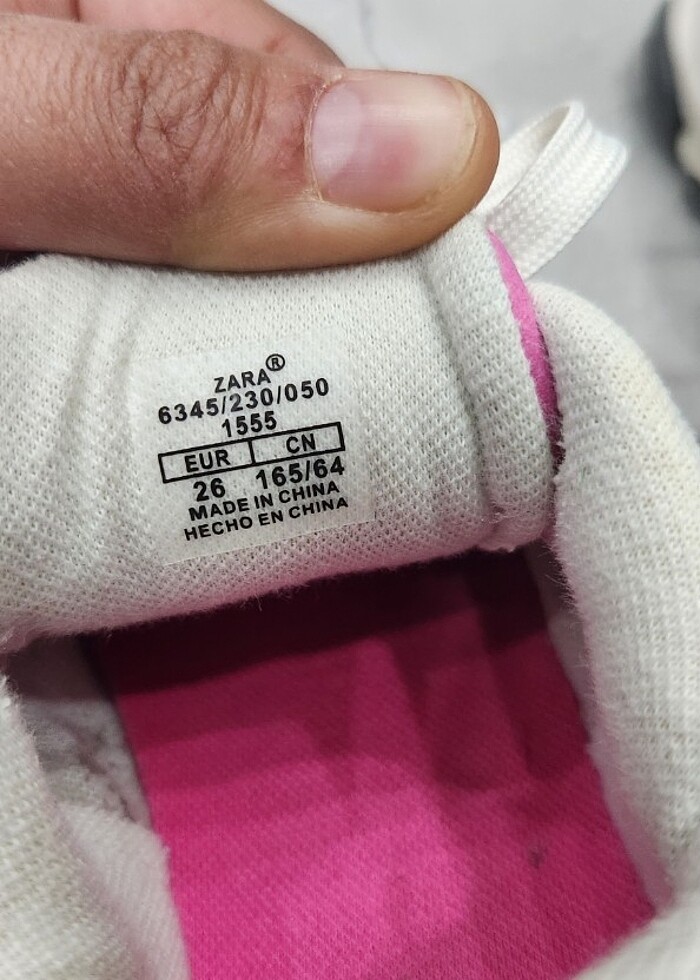 ZARA®
6345/230/050
1555
EUR CN
26 165/64
MADE IN CHINA
HECHO EN CHINA